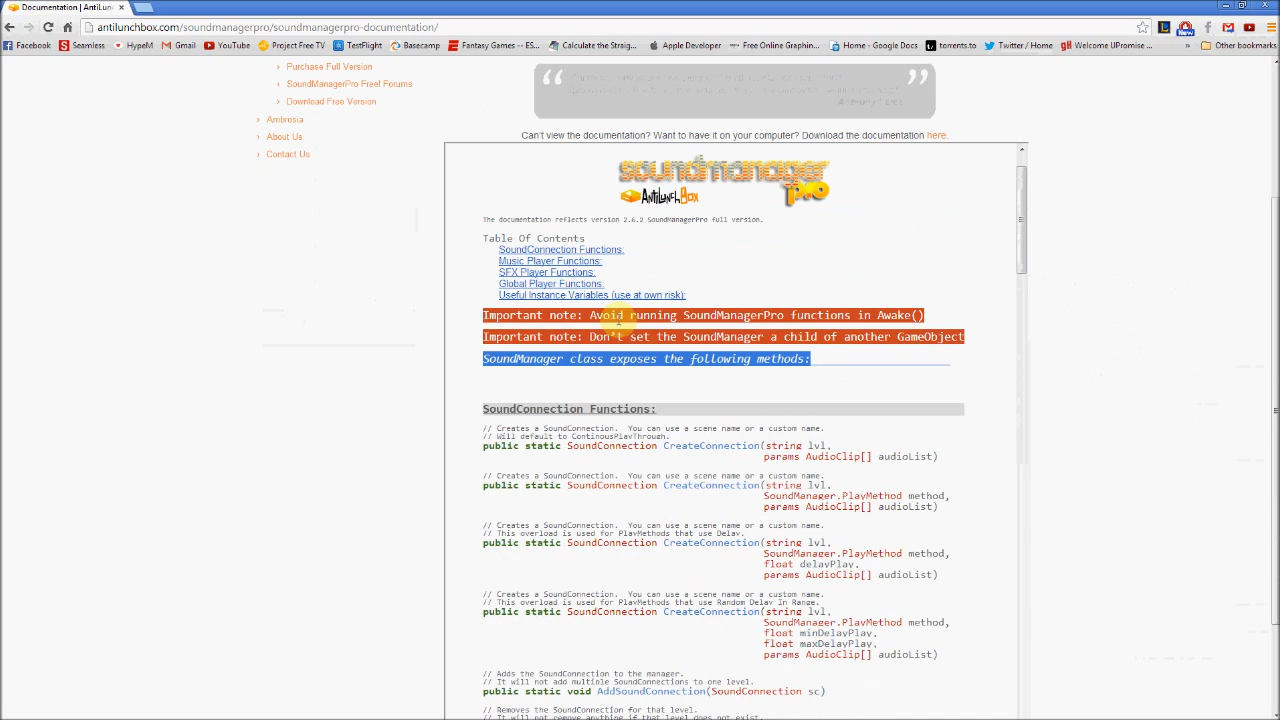 Documentation | AntiLunch
antilunchbox.com/soundmanagerpro/soundmanagerpro-documentation/
Facebook Seamless HypeM Gmail YouTube Project Free TV TestFlight Basecamp Fantasy Games -- ES... Calculate the Straig... Apple Developer Free Online Graphin... Home - Google Docs torrents.to Twitter / Home Welcome UPromise ... » Other bookmarks
› Purchase Full Version
› SoundManagerPro Free! Forums
› Download Free Version
› Ambrosia
› About Us
› Contact Us
Can't view the documentation? Want to have it on your computer? Download the documentation here.
soundmanager
pro
AntiLunchBox
The documentation reflects version 2.6.2 SoundManagerPro full version.
Table Of Contents
SoundConnection Functions:
Music Player Functions:
SFX Player Functions:
Global Player Functions:
Useful Instance Variables (use at own risk):
Important note: Avoid running SoundManagerPro functions in Awake()
Important note: Don't set the SoundManager a child of another GameObject
SoundManager class exposes the following methods:
SoundConnection Functions:
// Creates a SoundConnection. You can use a scene name or a custom name.
// Will default to ContinousPlayThrough.
public static SoundConnection CreateConnection(string lvl,
params AudioClip[] audioList)
// Creates a SoundConnection. You can use a scene name or a custom name.
public static SoundConnection CreateConnection(string lvl,
SoundManager.PlayMethod method,
params AudioClip[] audioList)
// Creates a SoundConnection. You can use a scene name or a custom name.
// This overload is used for PlayMethods that use Delay.
public static SoundConnection CreateConnection(string lvl,
SoundManager.PlayMethod method,
float delayPlay,
params AudioClip[] audioList)
// Creates a SoundConnection. You can use a scene name or a custom name.
// This overload is used for PlayMethods that use Random Delay In Range.
public static SoundConnection CreateConnection(string lvl,
SoundManager.PlayMethod method,
float minDelayPlay,
float maxDelayPlay,
params AudioClip[] audioList)
// Adds the SoundConnection to the manager.
// It will not add multiple SoundConnections to one level.
public static void AddSoundConnection(SoundConnection sc)
// Removes the SoundConnection for that level.
// It will not remove anything if that level does not exist.